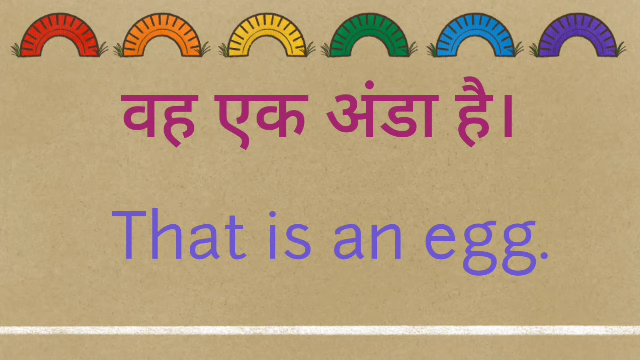 वह एक अंडा है।
That is an egg.